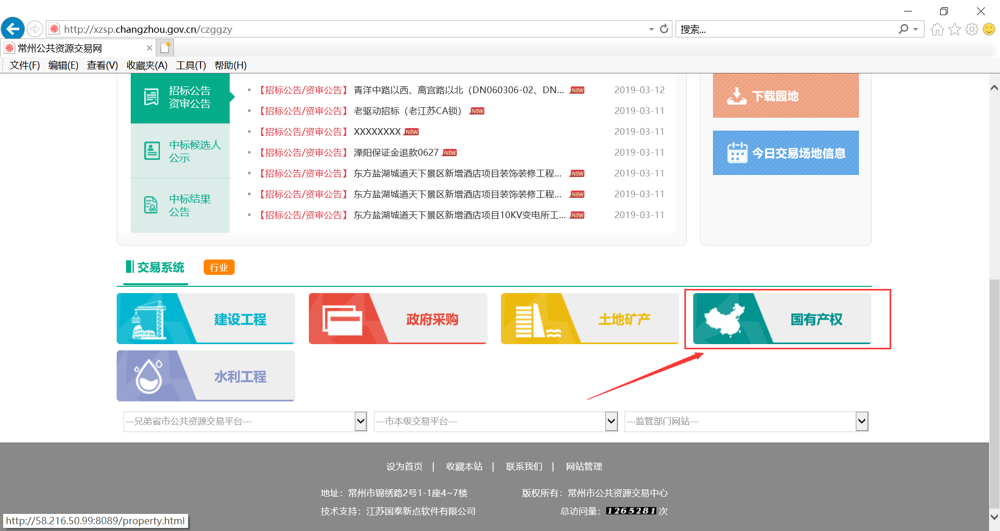 http://xzsp.changzhou.gov.cn/czggzy
搜索...
常州公共资源交易网
文件(F) 编辑(E) 查看(V) 收藏夹(A) 工具(T) 帮助(H)
招标公告
资审公告
中标候选人
公示
中标结果
公告
【招标公告/资审公告】 青洋中路以西、离宫路以北（DN060306-02、DN... NEW 2019-03-12
【招标公告/资审公告】 老驱动招标（老江苏CA锁） NEW 2019-03-11
【招标公告/资审公告】 XXXXXXXX NEW 2019-03-11
【招标公告/资审公告】 溧阳保证金退款0627 NEW 2019-03-11
【招标公告/资审公告】 东方盐湖城道天下景区新增酒店项目装饰装修工程... NEW 2019-03-11
【招标公告/资审公告】 东方盐湖城道天下景区新增酒店项目装饰装修工程... NEW 2019-03-11
【招标公告/资审公告】 东方盐湖城道天下景区新增酒店项目10KV变电所工... NEW 2019-03-11
下载园地
今日交易场地信息
交易系统 行业
建设工程 政府采购 土地矿产 国有产权
水利工程
---兄弟省市公共资源交易平台--- ---市本级交易平台--- ---监管部门网站---
设为首页 | 收藏本站 | 联系我们 | 网站管理
地址：常州市锦绣路2号1-1座4~7楼 版权所有：常州市公共资源交易中心
技术支持：江苏国泰新点软件有限公司 总访问量：1265281 次
http://58.216.50.99:8089/property.html